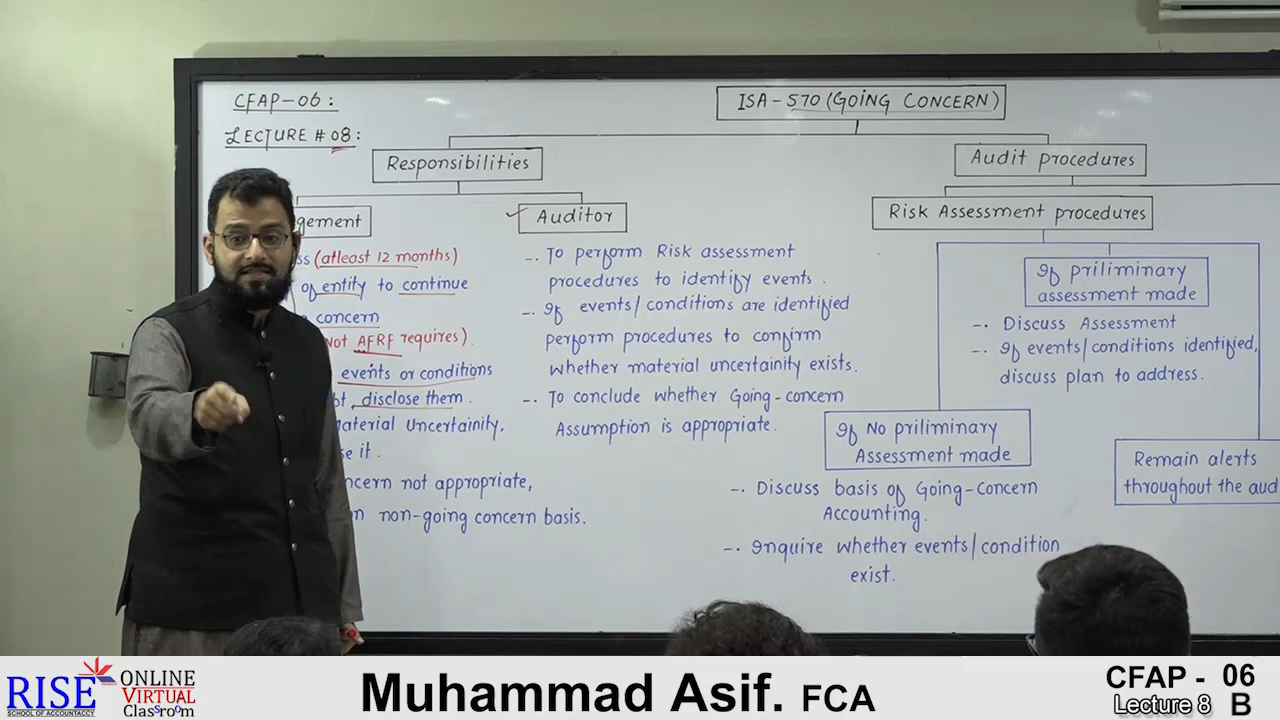 CFAP-06:
LECTURE # 08:
ISA-570 (GOING CONCERN)
Responsibilities
gement
ss (atleast 12 months)
of entity to continue
concern
not AFRF requires).
events or conditions
bt, disclose them.
Material Uncertainity,
se it.
ncern not appropriate,
n non-going concern basis.
Auditor
-. To perform Risk assessment
procedures to identify events.
-. If events/conditions are identified
perform procedures to confirm
whether material uncertainity exists.
-. To conclude whether Going-concern
Assumption is appropriate.
Audit procedures
Risk Assessment procedures
If No priliminary
Assessment made
-. Discuss basis of Going-Concern
Accounting.
-. Inquire whether events/condition
exist.
If priliminary
assessment made
-. Discuss Assessment
-. If events/conditions identified,
discuss plan to address.
Remain alerts
throughout the aud
RISE
SCHOOL OF ACCOUNTANCY
ONLINE
VIRTUAL
Classroom
Muhammad Asif. FCA
CFAP - 06
Lecture 8 B